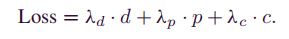 Loss = λ_d · d + λ_p · p + λ_c · c.